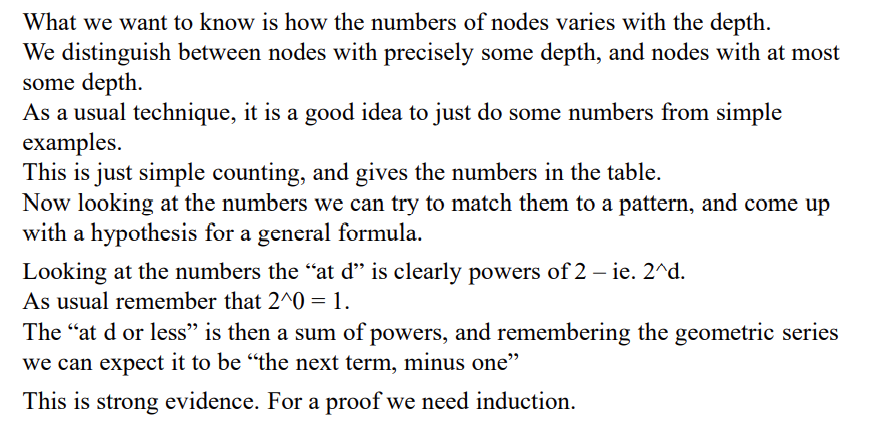 What we want to know is how the numbers of nodes varies with the depth.
We distinguish between nodes with precisely some depth, and nodes with at most
some depth.
As a usual technique, it is a good idea to just do some numbers from simple
examples.
This is just simple counting, and gives the numbers in the table.
Now looking at the numbers we can try to match them to a pattern, and come up
with a hypothesis for a general formula.
Looking at the numbers the “at d” is clearly powers of 2 – ie. 2^d.
As usual remember that 2^0 = 1.
The “at d or less” is then a sum of powers, and remembering the geometric series
we can expect it to be “the next term, minus one”
This is strong evidence. For a proof we need induction.